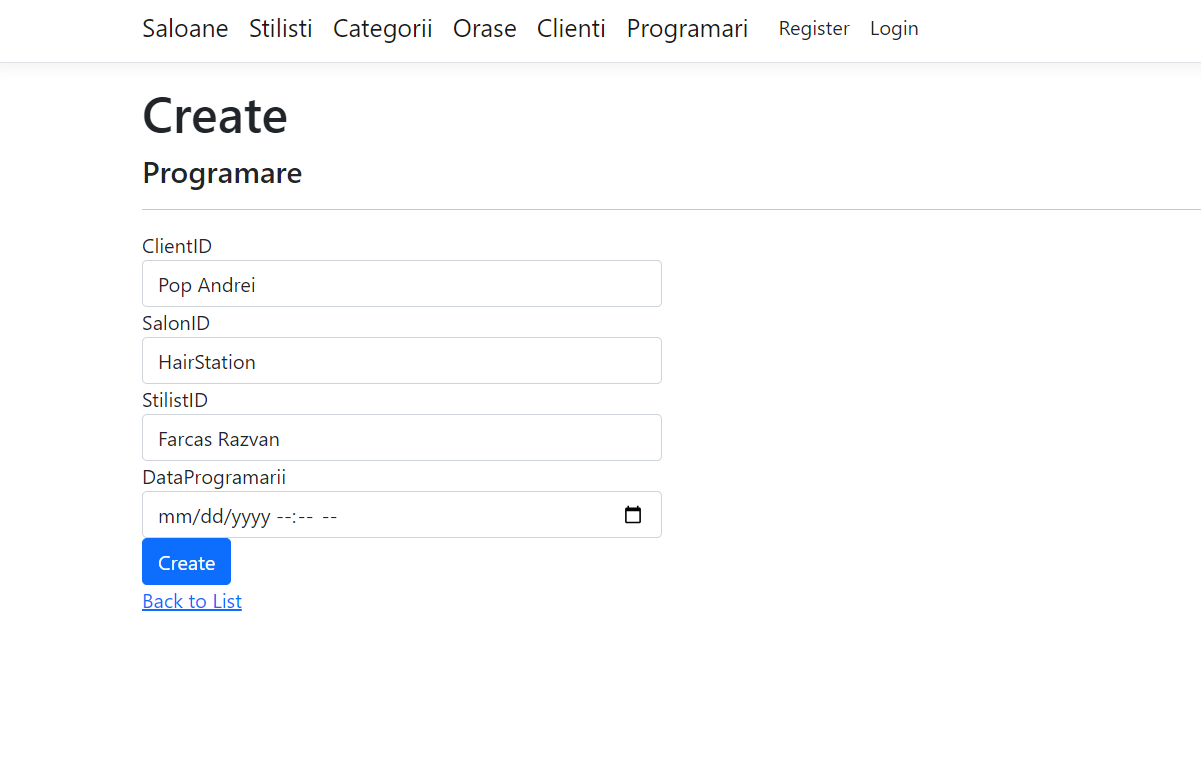 Saloane Stilisti Categorii Orase Clienti Programari Register Login
Create
Programare
ClientID
Pop Andrei
SalonID
HairStation
StilistID
Farcas Razvan
DataProgramarii
mm/dd/yyyy --:-- --
Create
Back to List